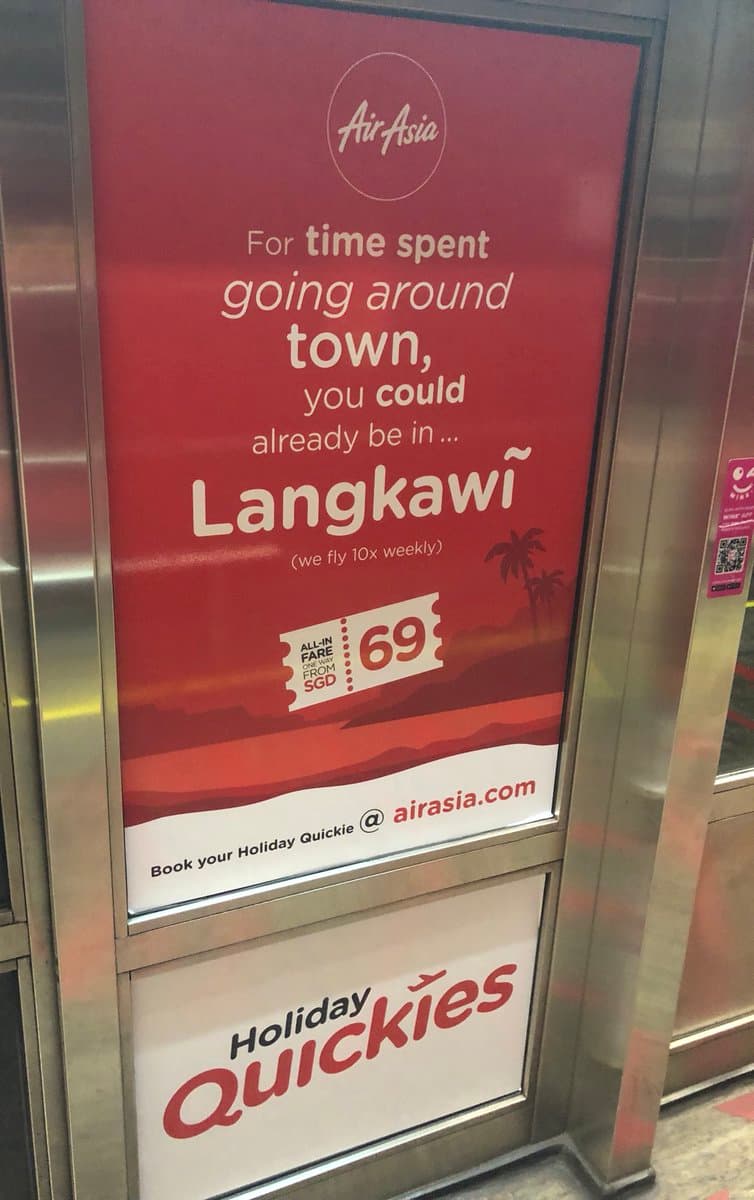 AirAsia
For time spent
going around
town,
you could
already be in...
Langkawi
(we fly 10x weekly)
ALL-IN
FARE
ONE WAY
FROM
SGD
69
Book your Holiday Quickie @ airasia.com
Holiday
Quickies